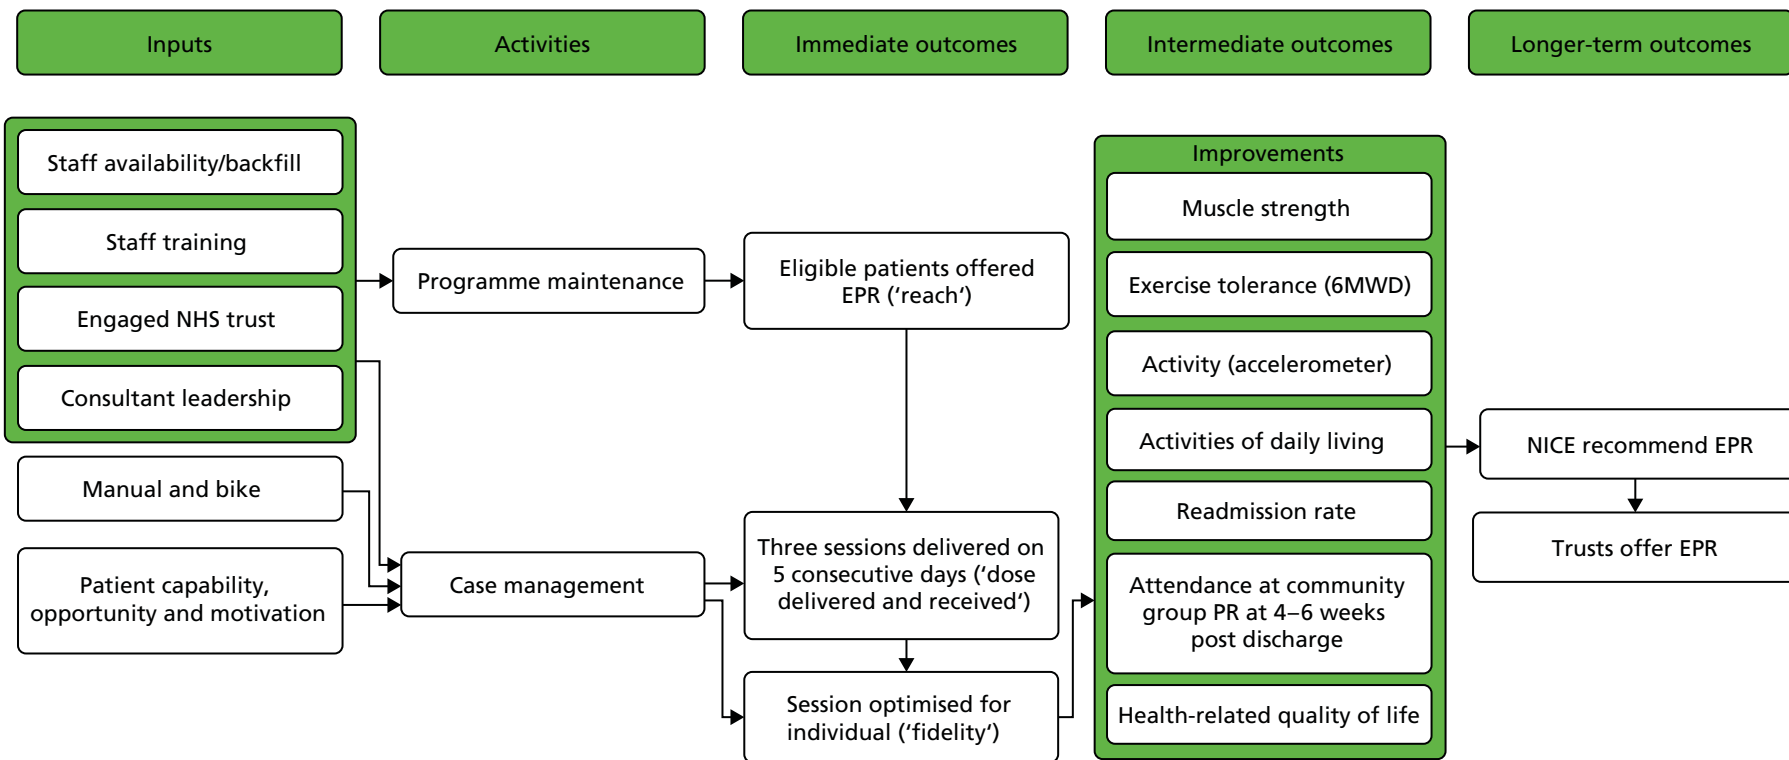 Inputs
Activities
Immediate outcomes
Intermediate outcomes
Longer-term outcomes
Staff availability/backfill
Staff training
Engaged NHS trust
Consultant leadership
Manual and bike
Patient capability,
opportunity and motivation
Programme maintenance
Case management
Eligible patients offered
EPR (‘reach‘)
Three sessions delivered on
5 consecutive days (‘dose
delivered and received‘)
Session optimised for
individual (‘fidelity‘)
Improvements
Muscle strength
Exercise tolerance (6MWD)
Activity (accelerometer)
Activities of daily living
Readmission rate
Attendance at community
group PR at 4–6 weeks
post discharge
Health-related quality of life
NICE recommend EPR
Trusts offer EPR